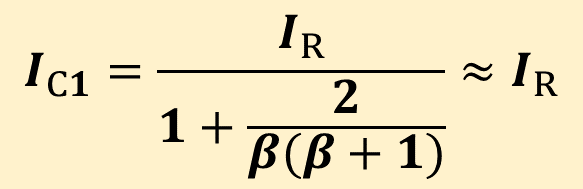 I_C1 = I_R / (1 + 2 / (β(β + 1))) ≈ I_R